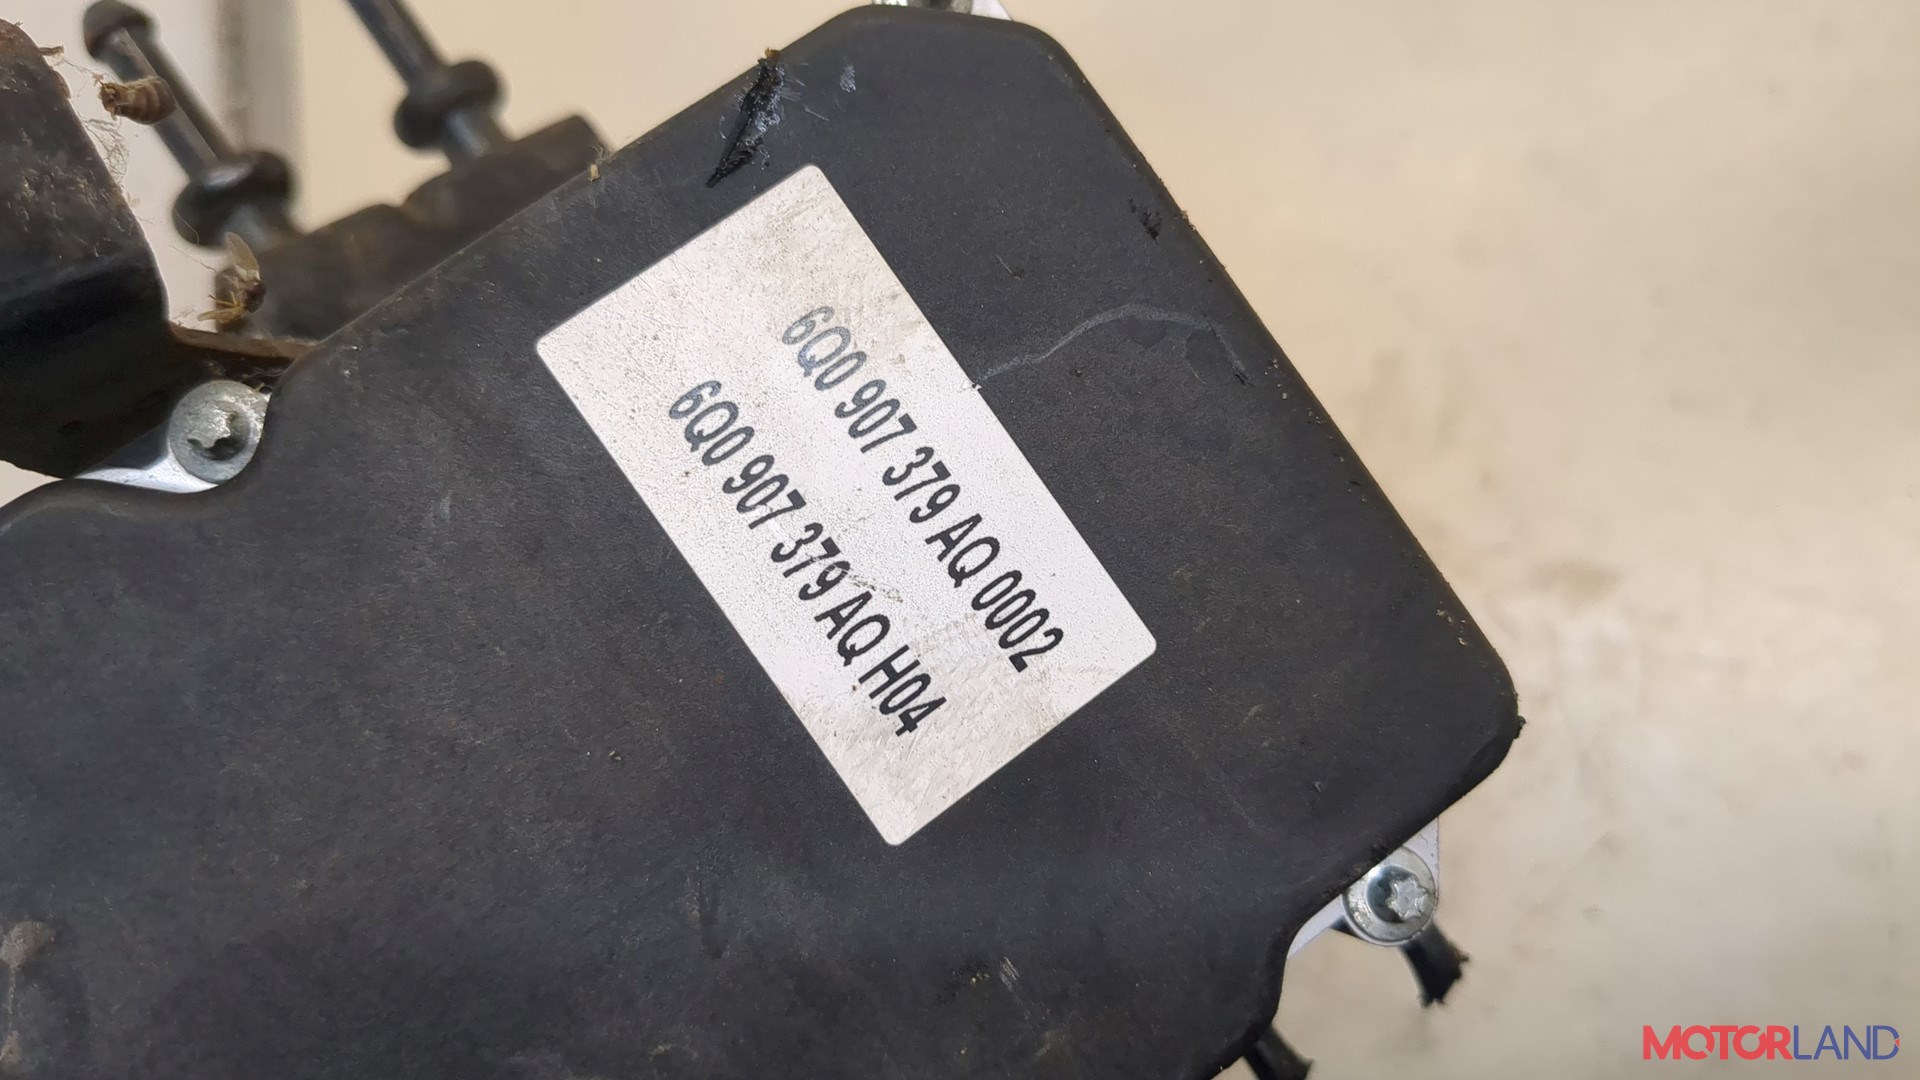 6Q0 907 379 AQ 0002
6Q0 907 379 AQ H04
MOTORLAND